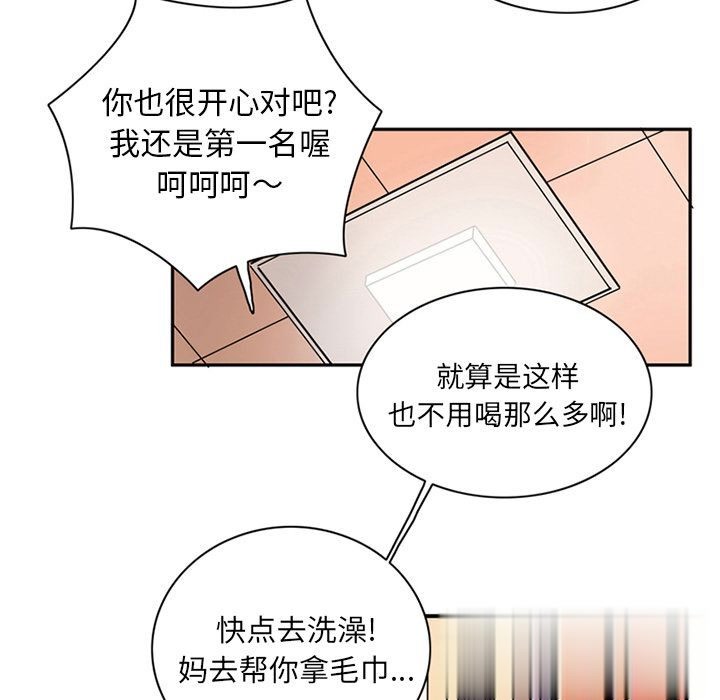 你也很开心对吧?
我还是第一名喔
呵呵呵～
就算是这样
也不用喝那么多啊!
快点去洗澡!
妈去帮你拿毛巾...